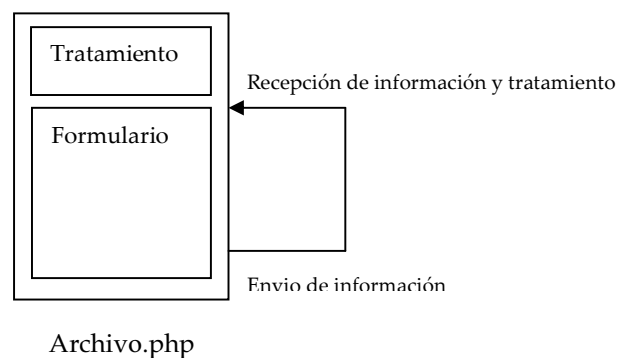 Tratamiento
Recepción de información y tratamiento
Formulario
Envio de información
Archivo.php